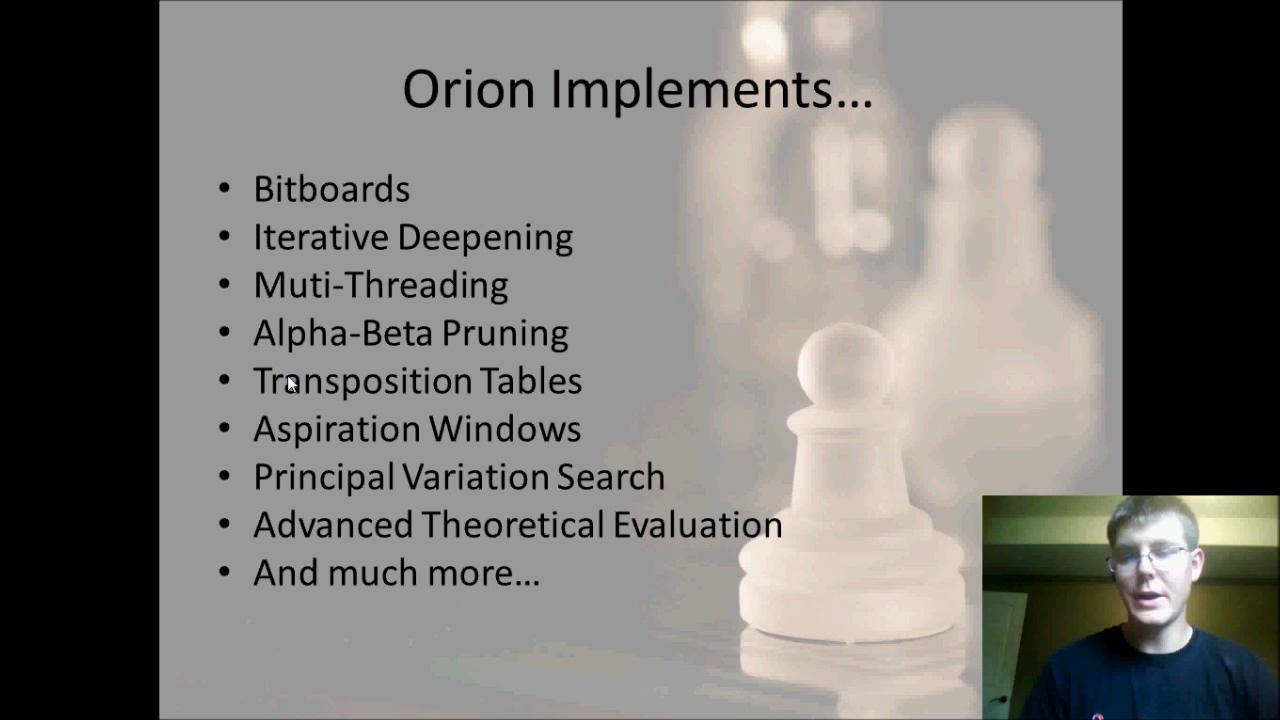 Orion Implements…
• Bitboards
• Iterative Deepening
• Muti-Threading
• Alpha-Beta Pruning
• Transposition Tables
• Aspiration Windows
• Principal Variation Search
• Advanced Theoretical Evaluation
• And much more…